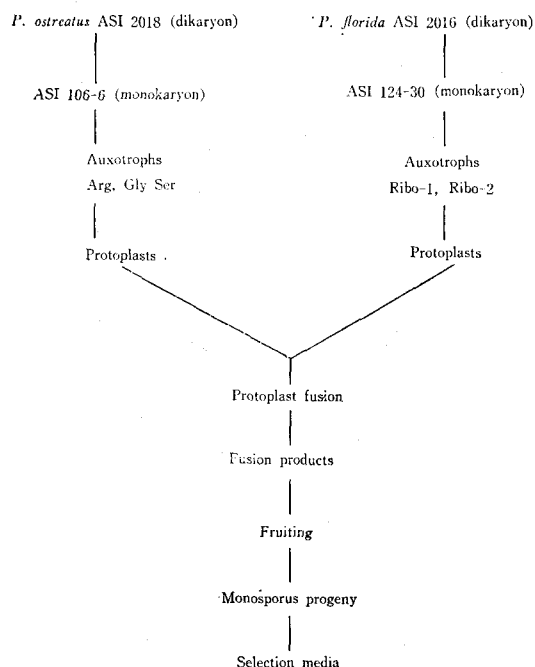 P. ostreatus ASI 2018 (dikaryon)
P. florida ASI 2016 (dikaryon)
ASI 106-6 (monokaryon)
ASI 124-30 (monokaryon)
Auxotrophs
Arg, Gly Ser
Auxotrophs
Ribo-1, Ribo-2
Protoplasts
Protoplasts
Protoplast fusion
Fusion products
Fruiting
Monosporus progeny
Selection media